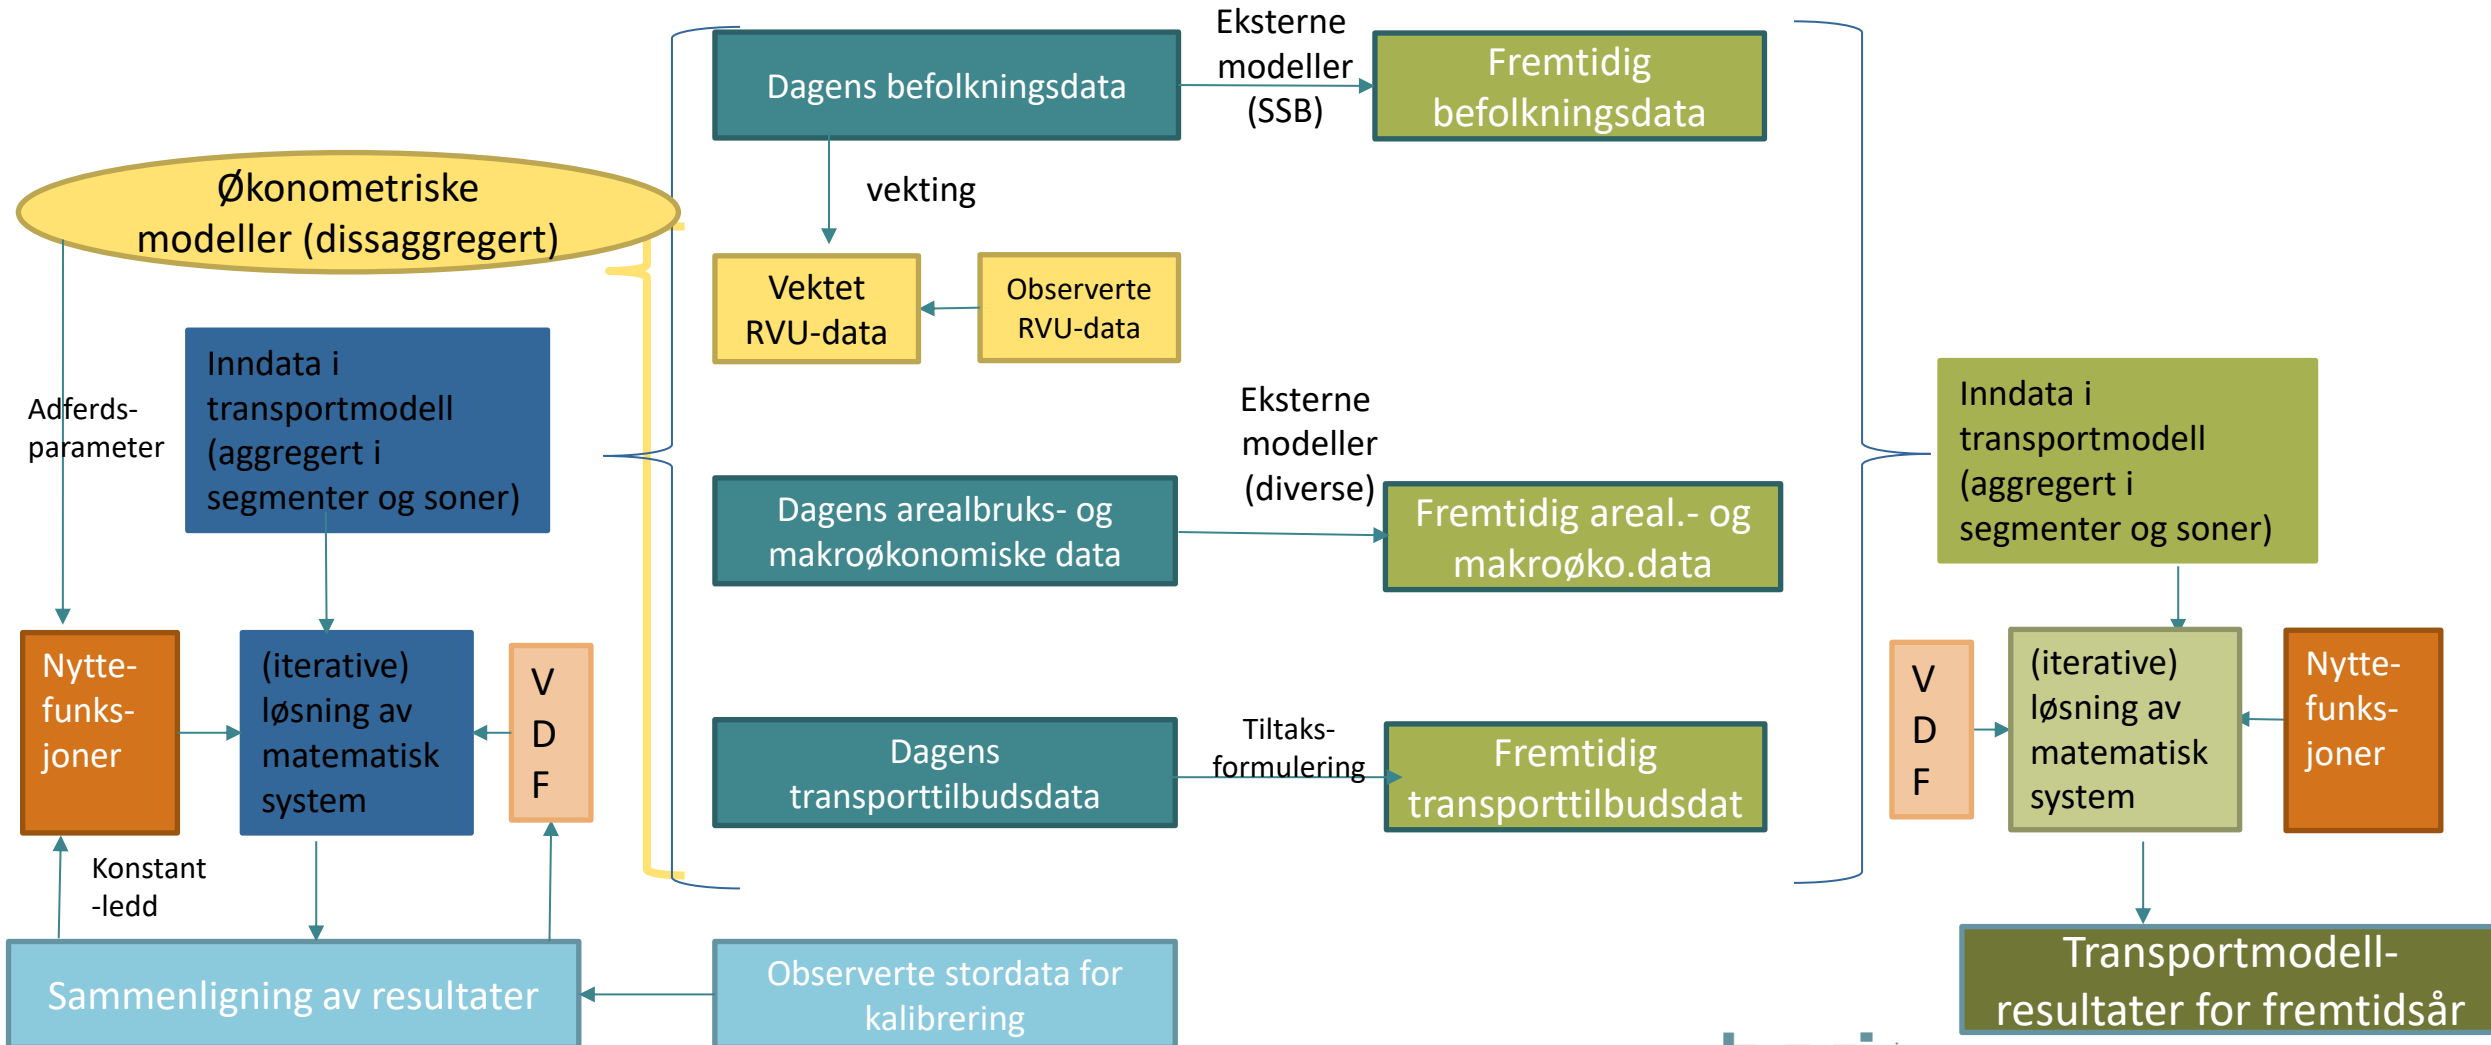 Økonometriske
modeller (dissaggregert)
Adferds-
parameter
Inndata i
transportmodell
(aggregert i
segmenter og soner)
Nytte-
funks-
joner
(iterative)
løsning av
matematisk
system
V
D
F
Konstant
-ledd
Sammenligning av resultater
Dagens befolkningsdata
Eksterne
modeller
(SSB)
Fremtidig
befolkningsdata
vekting
Vektet
RVU-data
Observerte
RVU-data
Dagens arealbruks- og
makroøkonomiske data
Eksterne
modeller
(diverse)
Fremtidig areal.- og
makroøko.data
Dagens
transporttilbudsdata
Tiltaks-
formulering
Fremtidig
transporttilbudsdat
Observerte stordata for
kalibrering
Inndata i
transportmodell
(aggregert i
segmenter og soner)
V
D
F
(iterative)
løsning av
matematisk
system
Nytte-
funks-
joner
Transportmodell-
resultater for fremtidsår